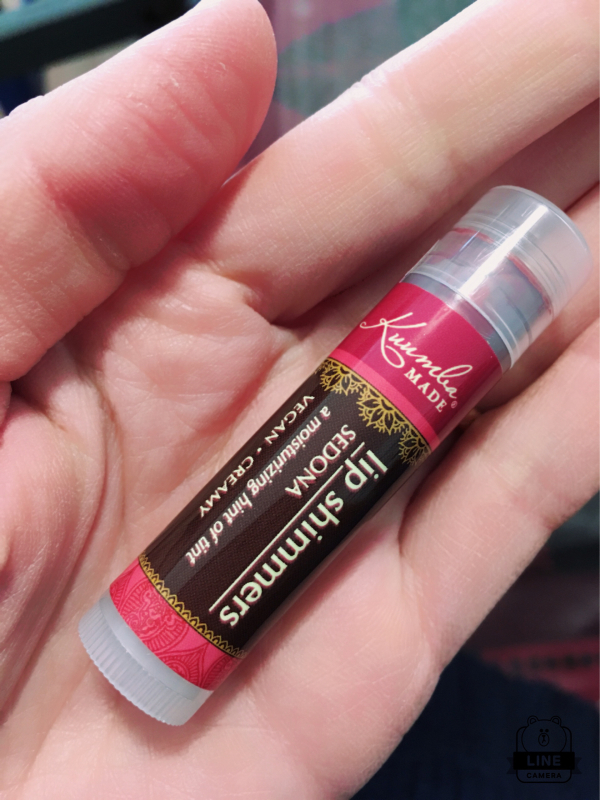 Kuumba
MADE®
lip shimmers
SEDONA
a moisturizing hint of tint
VEGAN • CREAMY
LINE
CAMERA